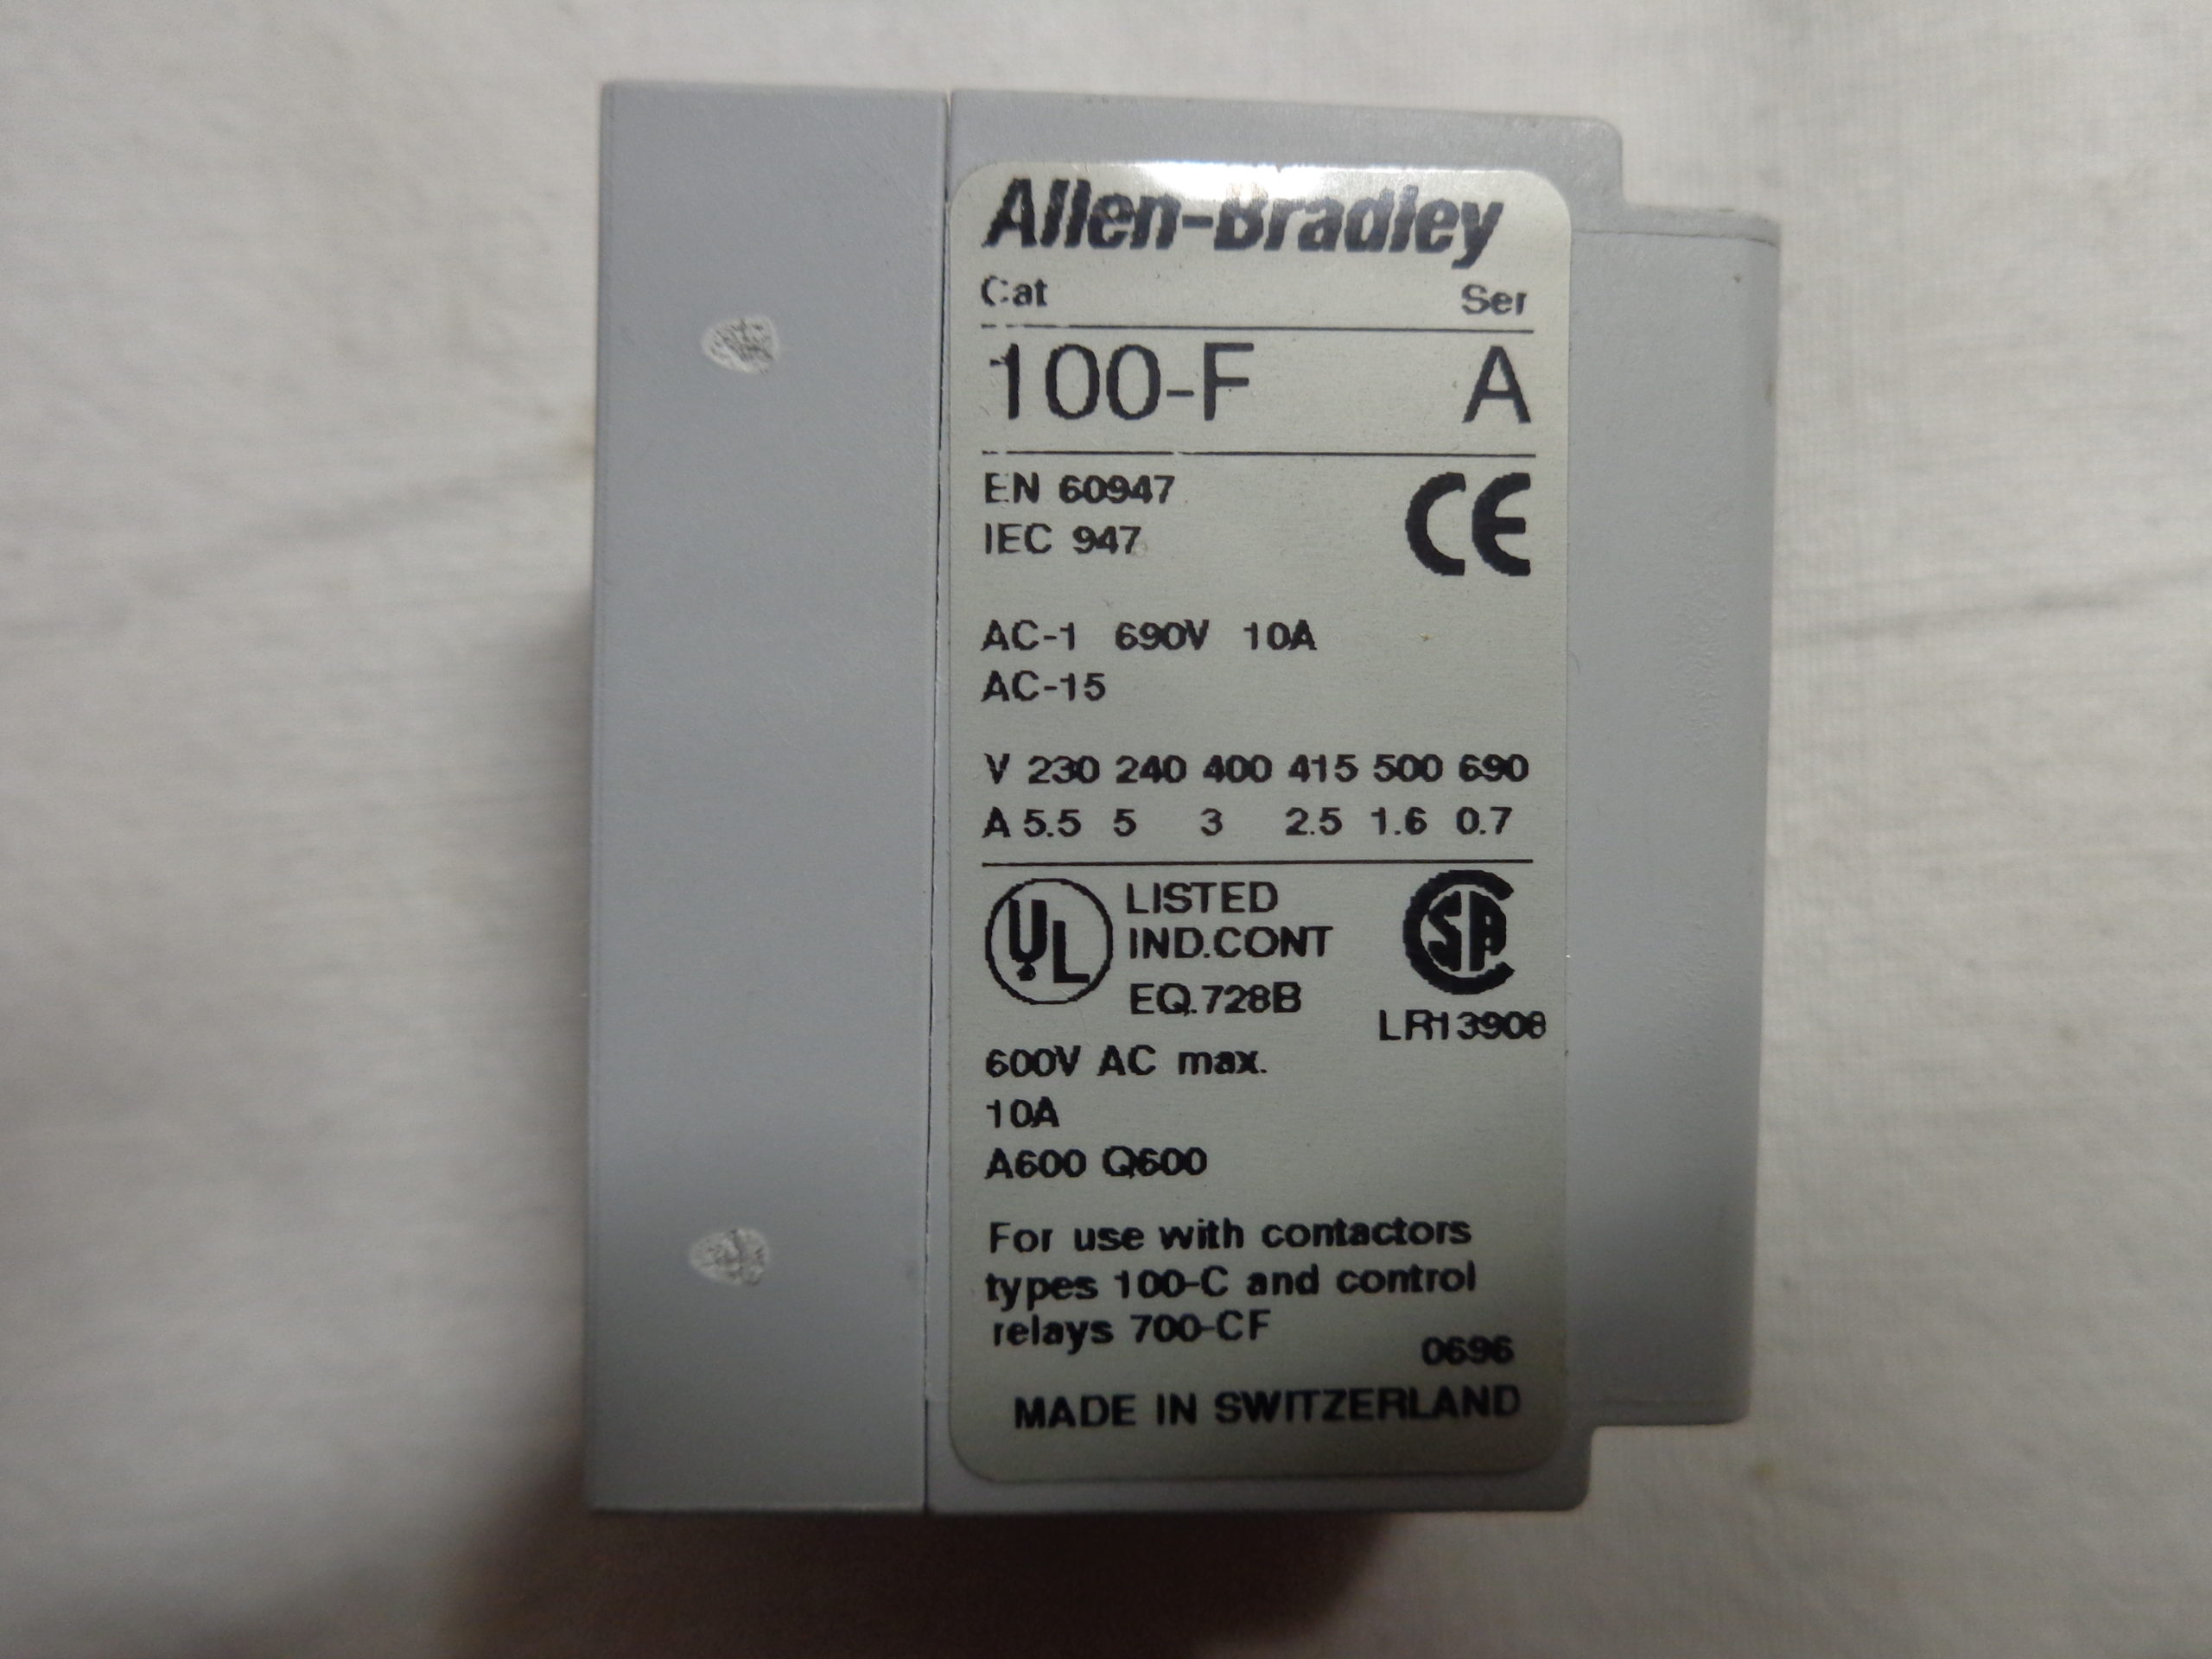 Allen-Bradley
Cat Ser
100-F A
EN 60947
IEC 947
CE
AC-1 690V 10A
AC-15
V 230 240 400 415 500 690
A 5.5 5 3 2.5 1.6 0.7
UL LISTED
IND.CONT
EQ.728B
CSA
LR13908
600V AC max.
10A
A600 Q600
For use with contactors
types 100-C and control
relays 700-CF
0696
MADE IN SWITZERLAND